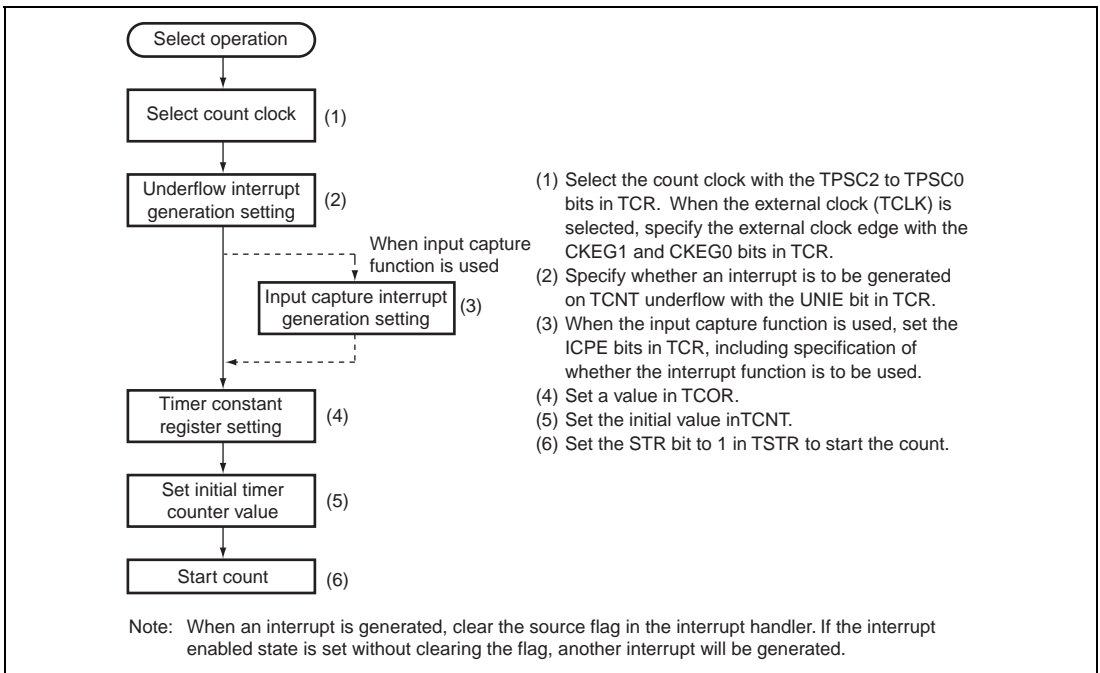 Select operation
Select count clock
(1)
Underflow interrupt
generation setting
(2)
When input capture
function is used
Input capture interrupt
generation setting
(3)
Timer constant
register setting
(4)
Set initial timer
counter value
(5)
Start count
(6)
(1) Select the count clock with the TPSC2 to TPSC0
bits in TCR. When the external clock (TCLK) is
selected, specify the external clock edge with the
CKEG1 and CKEG0 bits in TCR.
(2) Specify whether an interrupt is to be generated
on TCNT underflow with the UNIE bit in TCR.
(3) When the input capture function is used, set the
ICPE bits in TCR, including specification of
whether the interrupt function is to be used.
(4) Set a value in TCOR.
(5) Set the initial value inTCNT.
(6) Set the STR bit to 1 in TSTR to start the count.
Note: When an interrupt is generated, clear the source flag in the interrupt handler. If the interrupt
enabled state is set without clearing the flag, another interrupt will be generated.